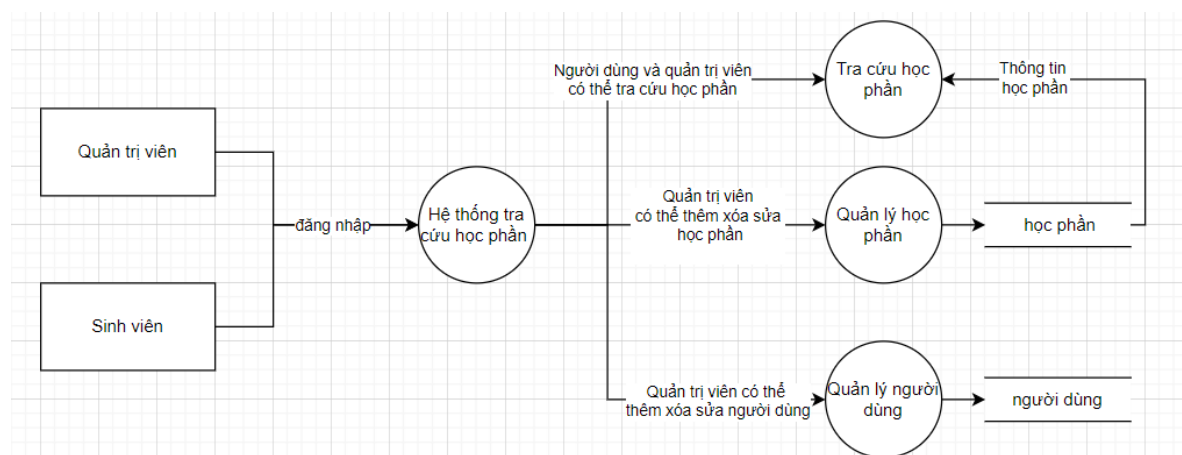 Quản trị viên
Sinh viên
đăng nhập
Hệ thống tra
cứu học phần
Người dùng và quản trị viên
có thể tra cứu học phần
Tra cứu học
phần
Thông tin
học phần
Quản trị viên
có thể thêm xóa sửa
học phần
Quản lý học
phần
học phần
Quản trị viên có thể
thêm xóa sửa người dùng
Quản lý người
dùng
người dùng